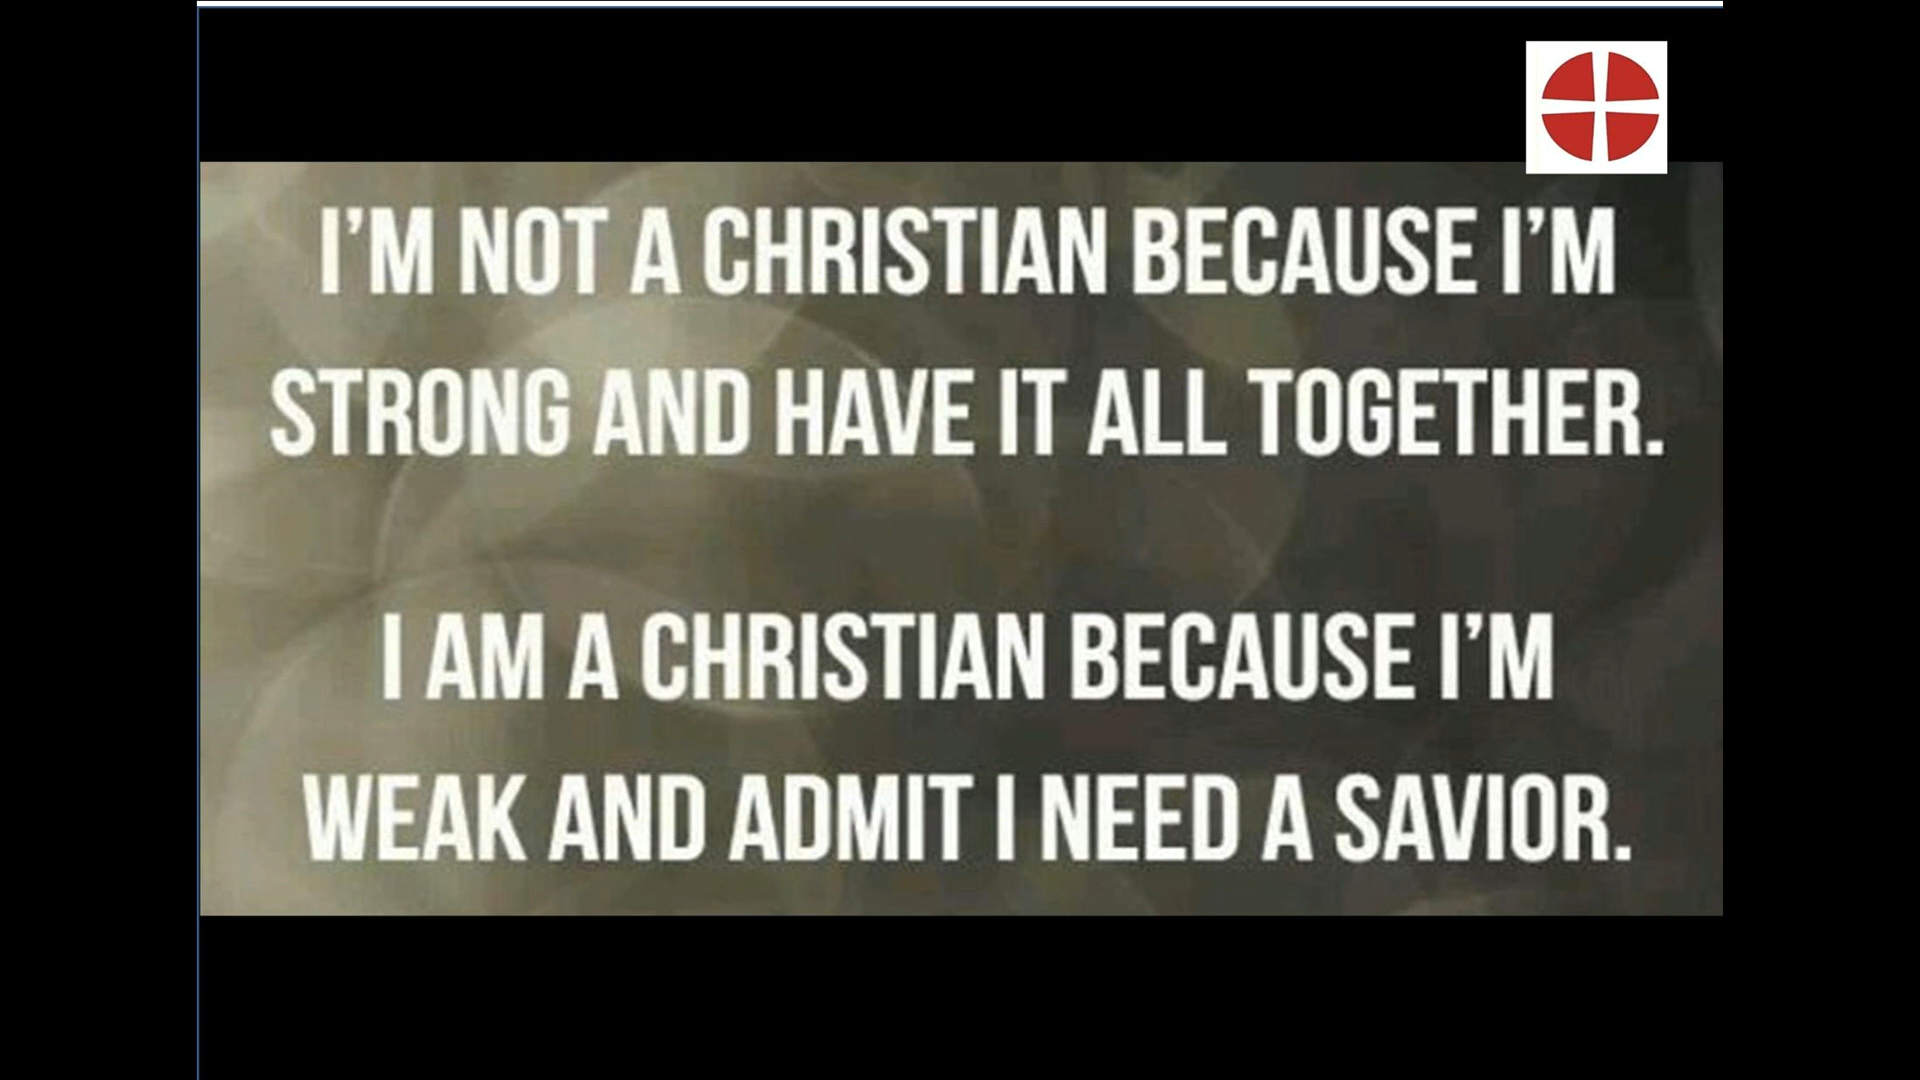 I'M NOT A CHRISTIAN BECAUSE I'M
STRONG AND HAVE IT ALL TOGETHER.
I AM A CHRISTIAN BECAUSE I'M
WEAK AND ADMIT I NEED A SAVIOR.